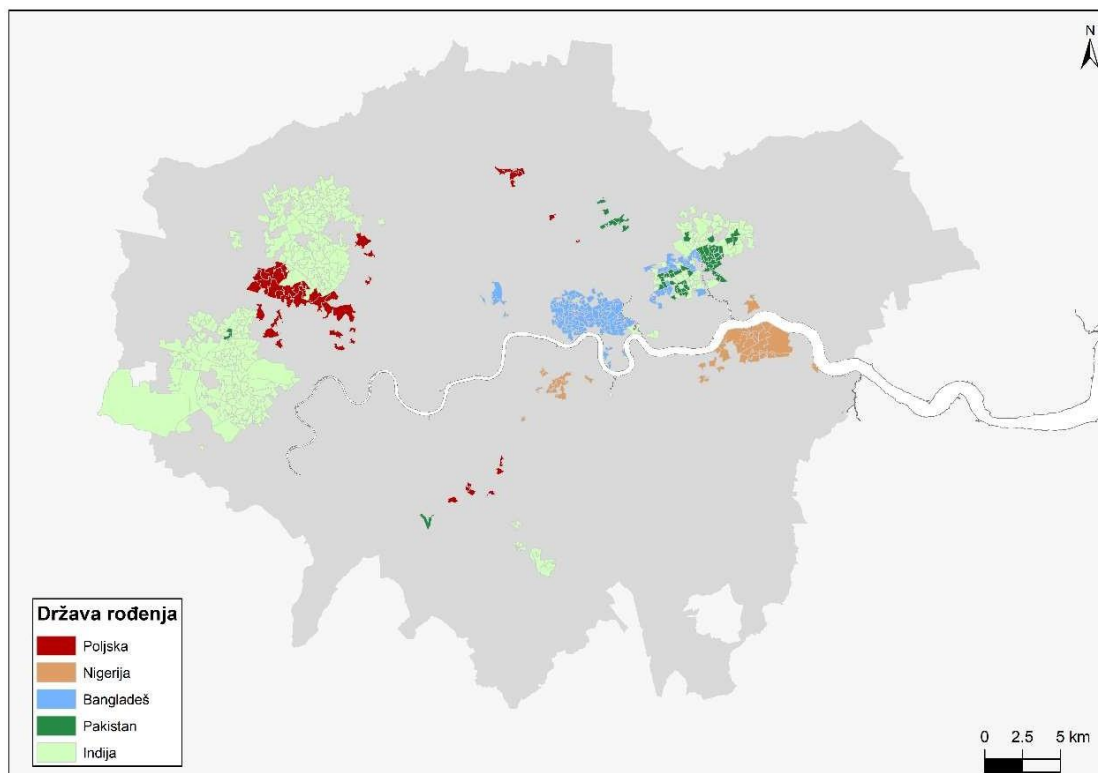 N
Država rođenja
Poljska
Nigerija
Bangladeš
Pakistan
Indija
0 2.5 5 km